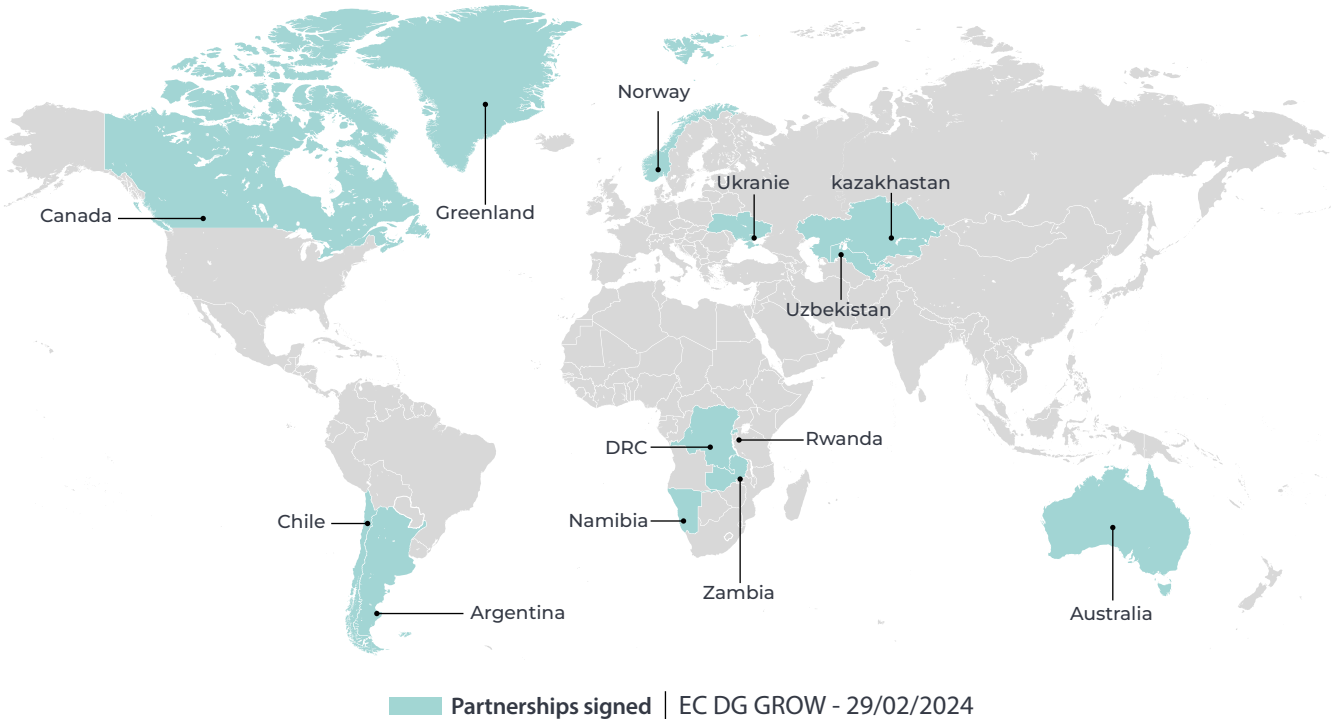 Norway
Ukranie
kazakhastan
Canada
Greenland
Uzbekistan
DRC
Rwanda
Chile
Namibia
Zambia
Argentina
Australia
Partnerships signed | EC DG GROW - 29/02/2024